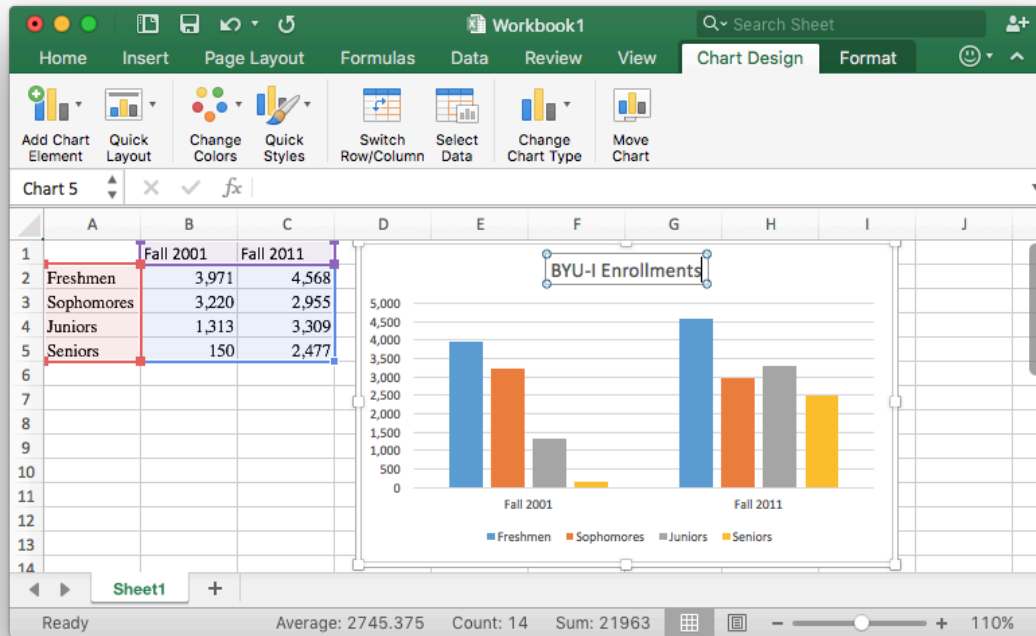 Workbook1
Search Sheet
Home Insert Page Layout Formulas Data Review View Chart Design Format
Add Chart Element
Quick Layout
Change Colors
Quick Styles
Switch Row/Column
Select Data
Change Chart Type
Move Chart
Chart 5 fx
A B C D E F G H I J
1 Fall 2001 Fall 2011
2 Freshmen 3,971 4,568
3 Sophomores 3,220 2,955
4 Juniors 1,313 3,309
5 Seniors 150 2,477
6
7
8
9
10
11
12
13
14
BYU-I Enrollments
5,000
4,500
4,000
3,500
3,000
2,500
2,000
1,500
1,000
500
0
Fall 2001 Fall 2011
Freshmen Sophomores Juniors Seniors
Sheet1 +
Ready Average: 2745.375 Count: 14 Sum: 21963 110%